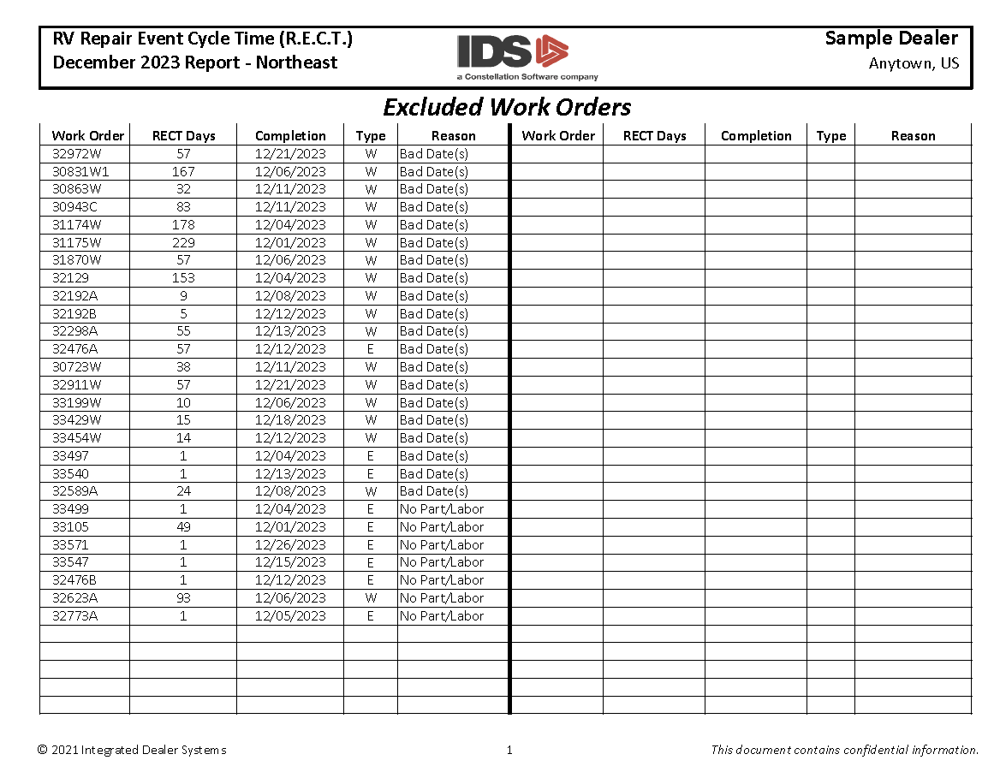 RV Repair Event Cycle Time (R.E.C.T.)
December 2023 Report - Northeast
IDS
a Constellation Software company
Sample Dealer
Anytown, US
Excluded Work Orders
Work Order RECT Days Completion Type Reason Work Order RECT Days Completion Type Reason
32972W 57 12/21/2023 W Bad Date(s)
30831W1 167 12/06/2023 W Bad Date(s)
30863W 32 12/11/2023 W Bad Date(s)
30943C 83 12/11/2023 W Bad Date(s)
31174W 178 12/04/2023 W Bad Date(s)
31175W 229 12/01/2023 W Bad Date(s)
31870W 57 12/06/2023 W Bad Date(s)
32129 153 12/04/2023 W Bad Date(s)
32192A 9 12/08/2023 W Bad Date(s)
32192B 5 12/12/2023 W Bad Date(s)
32298A 55 12/13/2023 W Bad Date(s)
32476A 57 12/12/2023 E Bad Date(s)
30723W 38 12/11/2023 W Bad Date(s)
32911W 57 12/21/2023 W Bad Date(s)
33199W 10 12/06/2023 W Bad Date(s)
33429W 15 12/18/2023 W Bad Date(s)
33454W 14 12/12/2023 W Bad Date(s)
33497 1 12/04/2023 E Bad Date(s)
33540 1 12/13/2023 E Bad Date(s)
32589A 24 12/08/2023 W Bad Date(s)
33499 1 12/04/2023 E No Part/Labor
33105 49 12/01/2023 E No Part/Labor
33571 1 12/26/2023 E No Part/Labor
33547 1 12/15/2023 E No Part/Labor
32476B 1 12/12/2023 E No Part/Labor
32623A 93 12/06/2023 W No Part/Labor
32773A 1 12/05/2023 E No Part/Labor
© 2021 Integrated Dealer Systems 1 This document contains confidential information.